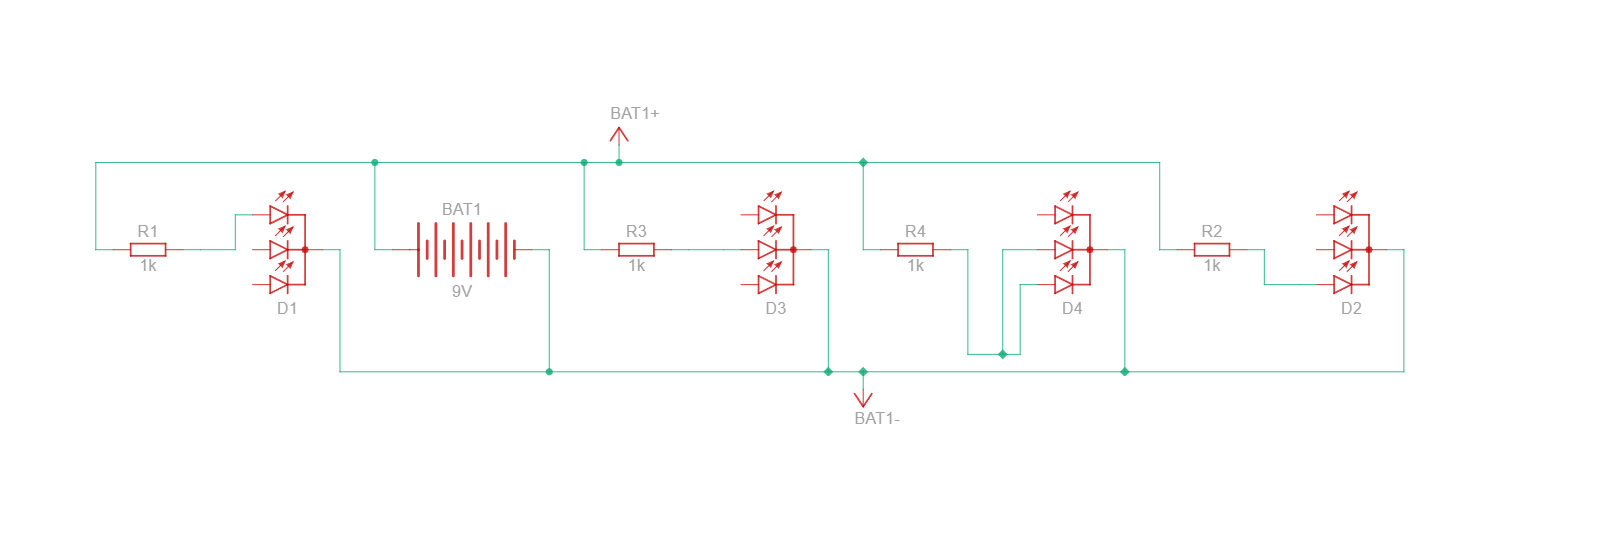 BAT1+
R1
1k
D1
BAT1
9V
R3
1k
D3
R4
1k
D4
R2
1k
D2
BAT1-